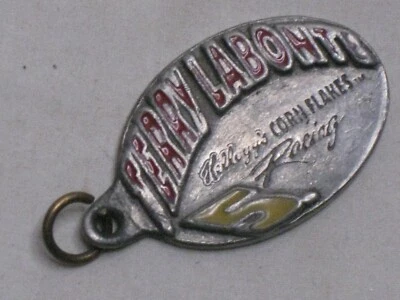 TERRY LABONTE
Kellogg's CORN FLAKES
Racing
5